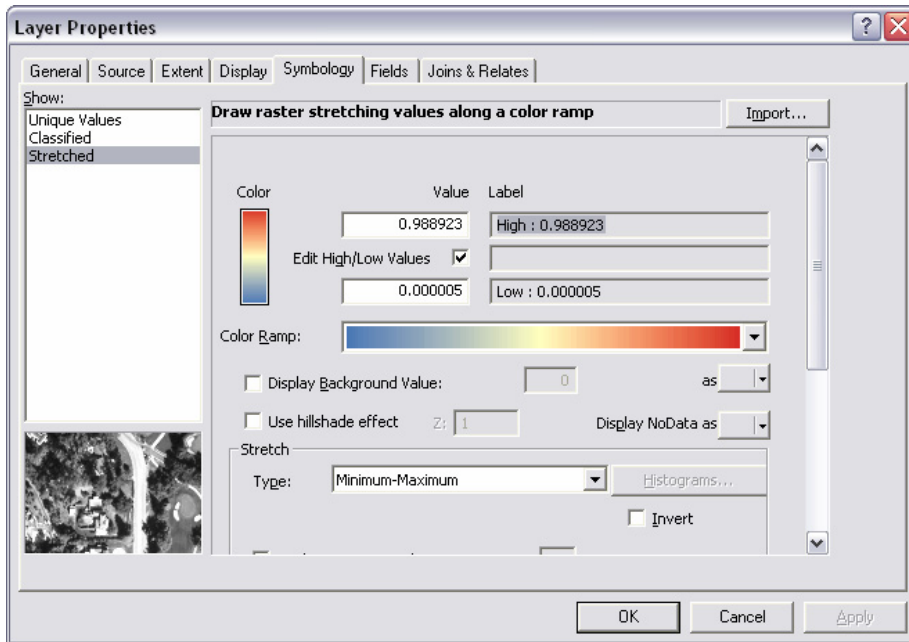 Layer Properties
General Source Extent Display Symbology Fields Joins & Relates
Show:
Unique Values
Classified
Stretched
Draw raster stretching values along a color ramp
Import...
Color Value Label
0.988923 High : 0.988923
Edit High/Low Values
0.000005 Low : 0.000005
Color Ramp:
Display Background Value: 0 as
Use hillshade effect Z: 1 Display NoData as
Stretch
Type: Minimum-Maximum Histograms...
Invert
OK Cancel Apply